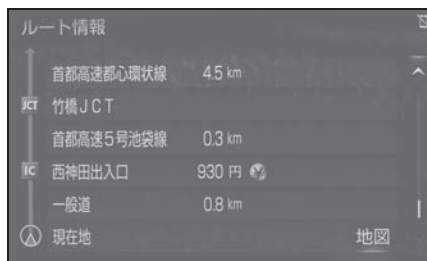 ルート情報
首都高速都心環状線 4.5 km
JCT 竹橋JCT
首都高速5号池袋線 0.3 km
IC 西神田出入口 930 円
一般道 0.8 km
現在地 地図